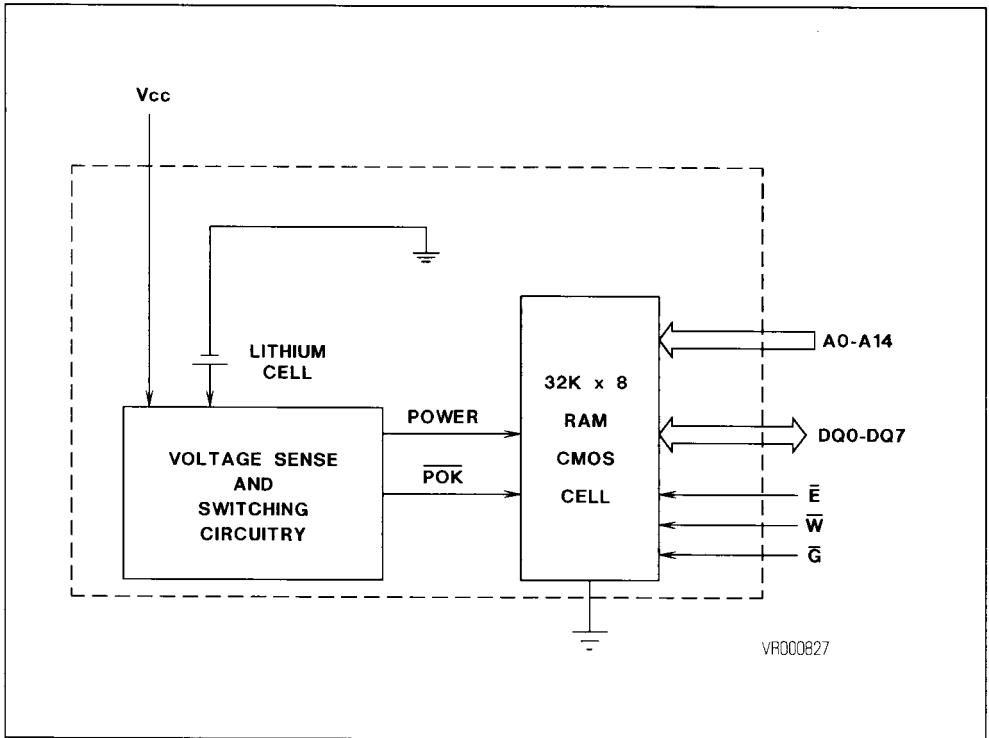 Vcc
LITHIUM
CELL
VOLTAGE SENSE
AND
SWITCHING
CIRCUITRY
POWER
P̅O̅K̅
32K x 8
RAM
CMOS
CELL
A0-A14
DQ0-DQ7
E̅
W̅
G̅
VR000827